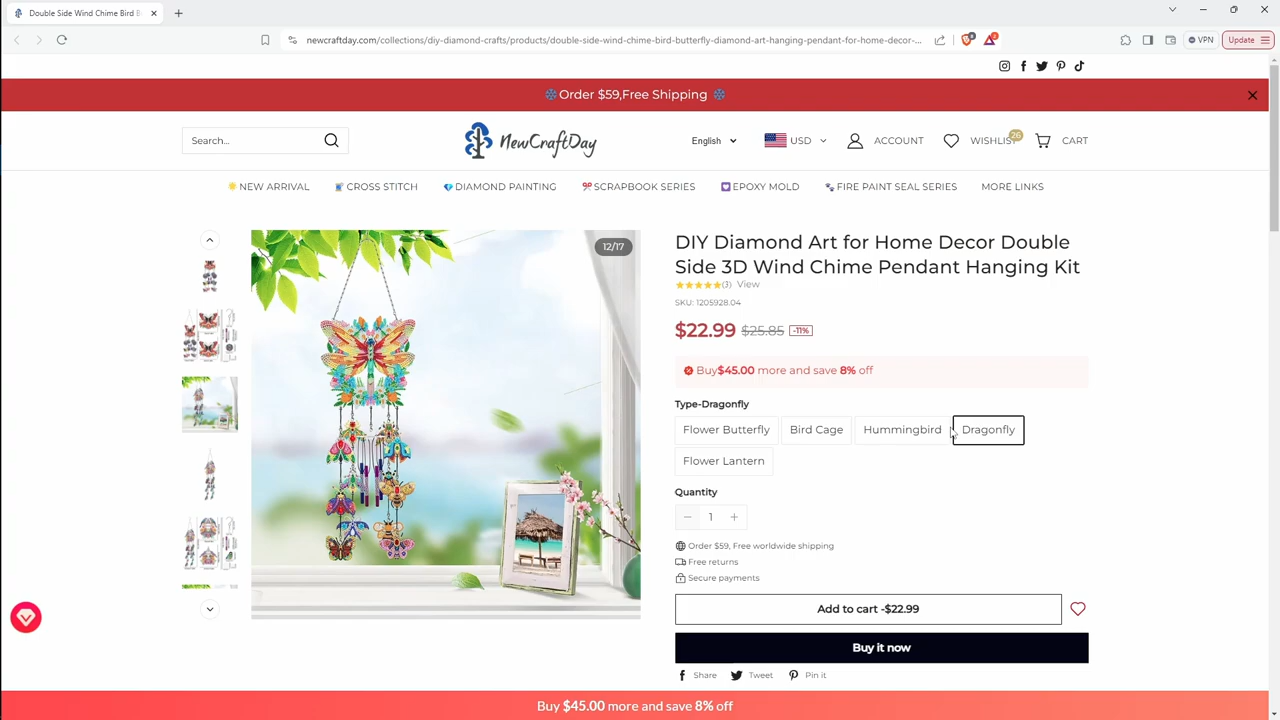 Double Side Wind Chime Bird B
newcraftday.com/collections/diy-diamond-crafts/products/double-side-wind-chime-bird-butterfly-diamond-art-hanging-pendant-for-home-decor-...
VPN
Update
Order $59,Free Shipping
Search...
NewCraftDay
English
USD
ACCOUNT
WISHLIST
26
CART
NEW ARRIVAL
CROSS STITCH
DIAMOND PAINTING
SCRAPBOOK SERIES
EPOXY MOLD
FIRE PAINT SEAL SERIES
MORE LINKS
12/17
DIY Diamond Art for Home Decor Double
Side 3D Wind Chime Pendant Hanging Kit
(3) View
SKU: 1205928.04
$22.99 $25.85 -11%
Buy$45.00 more and save 8% off
Type-Dragonfly
Flower Butterfly
Bird Cage
Hummingbird
Dragonfly
Flower Lantern
Quantity
1
Order $59, Free worldwide shipping
Free returns
Secure payments
Add to cart -$22.99
Buy it now
Share
Tweet
Pin it
Buy $45.00 more and save 8% off